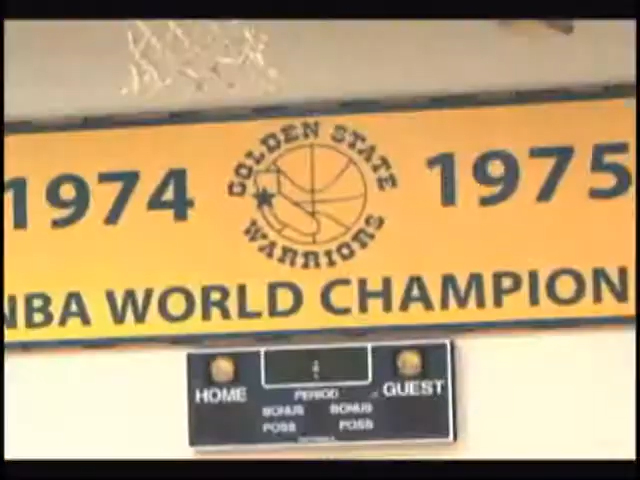 GOLDEN STATE
WARRIORS
1974
1975
NBA WORLD CHAMPION
HOME
GUEST
PERIOD
BONUS BONUS
POSS POSS